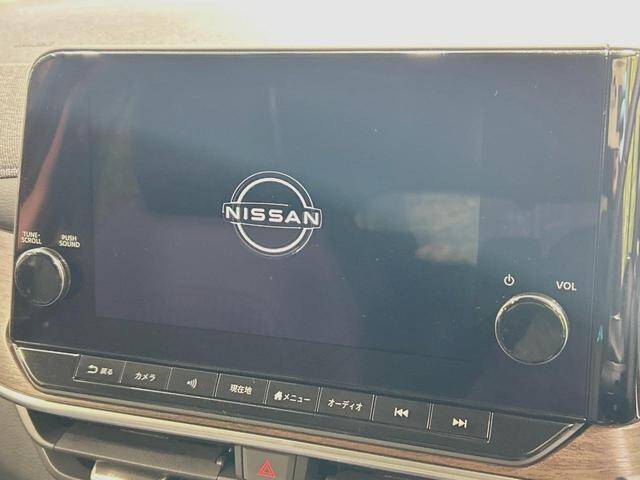 NISSAN
TUNE・
SCROLL
PUSH
SOUND
VOL
戻る
カメラ
現在地
メニュー
オーディオ